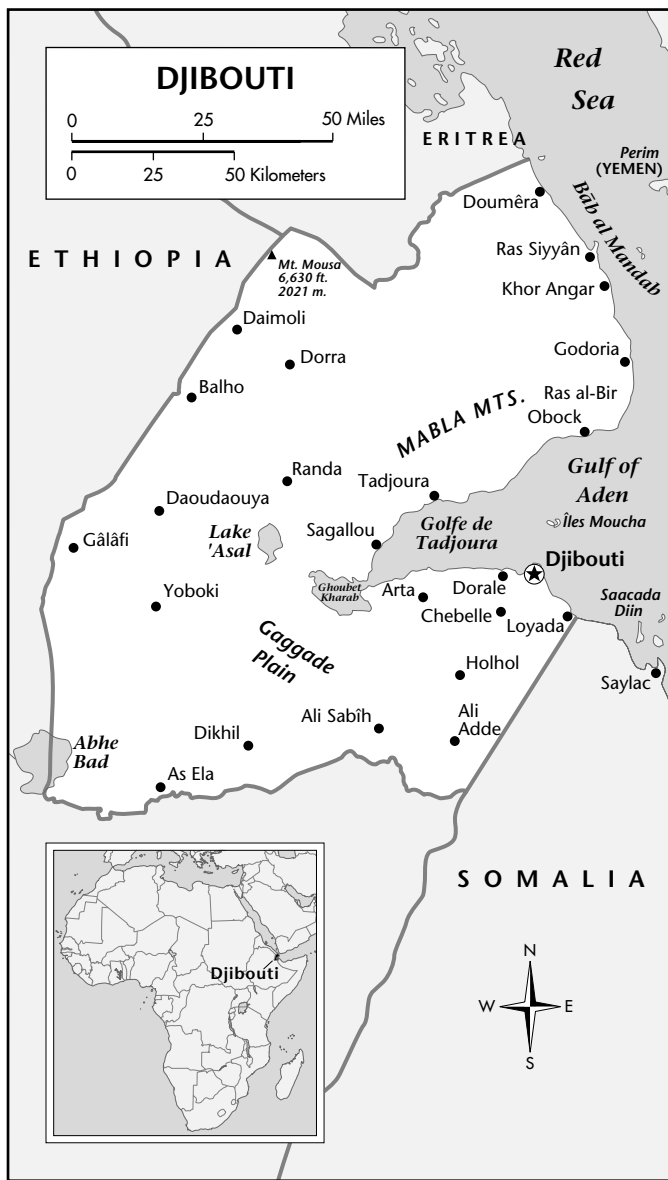 DJIBOUTI
0 25 50 Miles
0 25 50 Kilometers
Red
Sea
ERITREA
Perim
(YEMEN)
Bāb al Mandab
Doumêra
ETHIOPIA
Mt. Mousa
6,630 ft.
2021 m.
Ras Siyyân
Khor Angar
Daimoli
Dorra
Godoria
Balho
MABLA MTS.
Ras al-Bir
Obock
Randa
Tadjoura
Gulf of
Aden
Daoudaouya
Lake
'Asal
Sagallou
Golfe de
Tadjoura
Îles Moucha
Gâlâfi
Djibouti
Ghoubet
Kharab
Arta
Dorale
Yoboki
Chebelle
Loyada
Saacada
Diin
Gaggade
Plain
Holhol
Saylac
Abhe
Bad
Dikhil
Ali Sabîh
Ali
Adde
As Ela
SOMALIA
Djibouti
N
W E
S